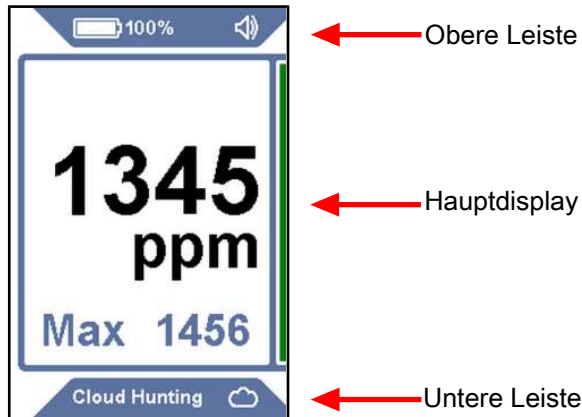 100%
Obere Leiste
1345
ppm
Hauptdisplay
Max 1456
Cloud Hunting
Untere Leiste